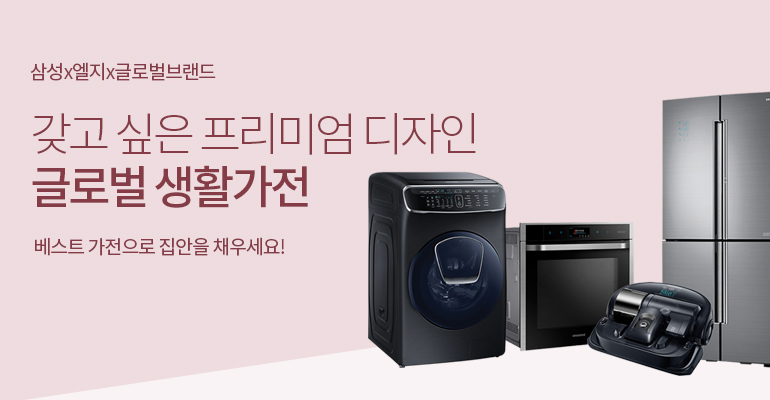 삼성x엘지x글로벌브랜드
갖고 싶은 프리미엄 디자인
글로벌 생활가전
베스트 가전으로 집안을 채우세요!